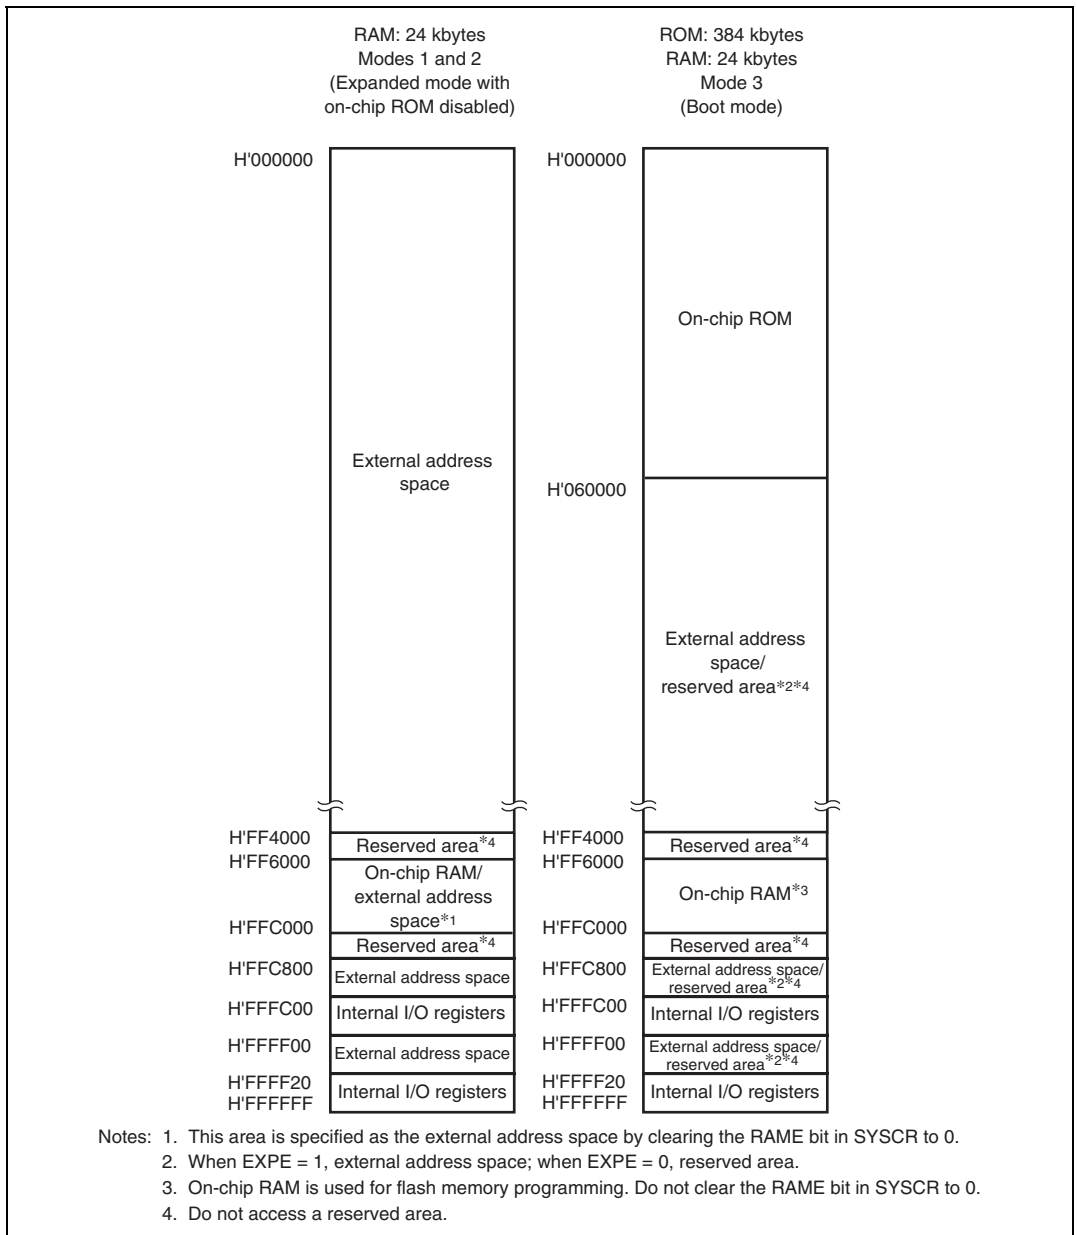 RAM: 24 kbytes
Modes 1 and 2
(Expanded mode with
on-chip ROM disabled)
H'000000
External address
space
H'FF4000
Reserved area*4
H'FF6000
On-chip RAM/
external address
space*1
H'FFC000
Reserved area*4
H'FFC800
External address space
H'FFFC00
Internal I/O registers
H'FFFF00
External address space
H'FFFF20
Internal I/O registers
H'FFFFFF
ROM: 384 kbytes
RAM: 24 kbytes
Mode 3
(Boot mode)
H'000000
On-chip ROM
H'060000
External address
space/
reserved area*2*4
H'FF4000
Reserved area*4
H'FF6000
On-chip RAM*3
H'FFC000
Reserved area*4
H'FFC800
External address space/
reserved area*2*4
H'FFFC00
Internal I/O registers
H'FFFF00
External address space/
reserved area*2*4
H'FFFF20
Internal I/O registers
H'FFFFFF
Notes: 1. This area is specified as the external address space by clearing the RAME bit in SYSCR to 0.
2. When EXPE = 1, external address space; when EXPE = 0, reserved area.
3. On-chip RAM is used for flash memory programming. Do not clear the RAME bit in SYSCR to 0.
4. Do not access a reserved area.